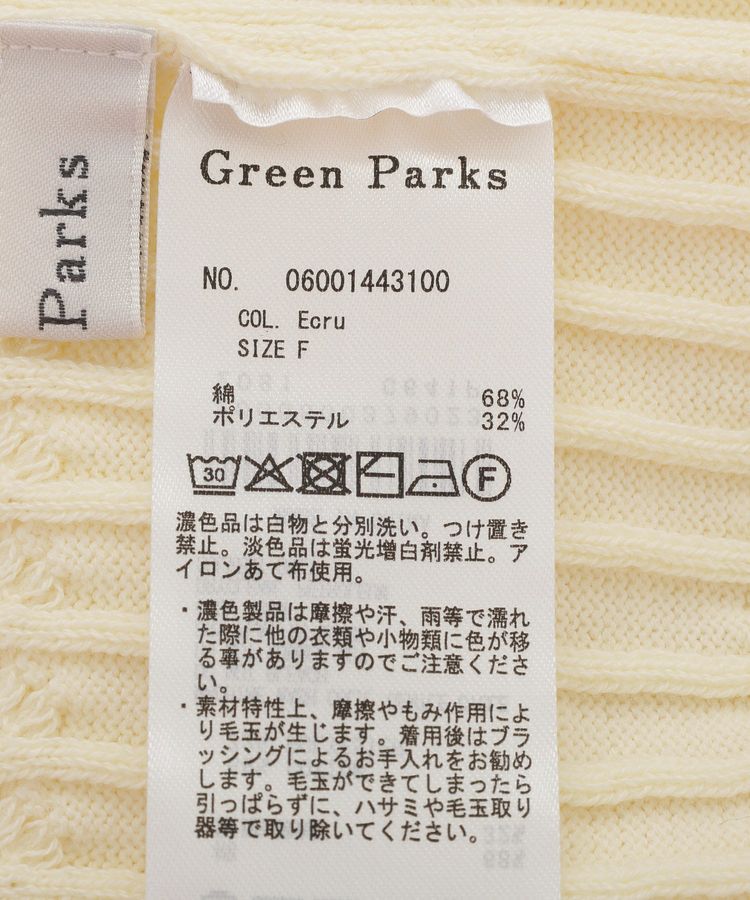 Parks
Green Parks
NO. 06001443100
COL. Ecru
SIZE F
綿 68%
ポリエステル 32%
30
F
濃色品は白物と分別洗い。つけ置き
禁止。淡色品は蛍光増白剤禁止。ア
イロンあて布使用。
・濃色製品は摩擦や汗、雨等で濡れ
た際に他の衣類や小物類に色が移
る事がありますのでご注意くださ
い。
・素材特性上、摩擦やもみ作用によ
り毛玉が生じます。着用後はブラ
ッシングによるお手入れをお勧め
します。毛玉ができてしまったら
引っぱらずに、ハサミや毛玉取り
器等で取り除いてください。